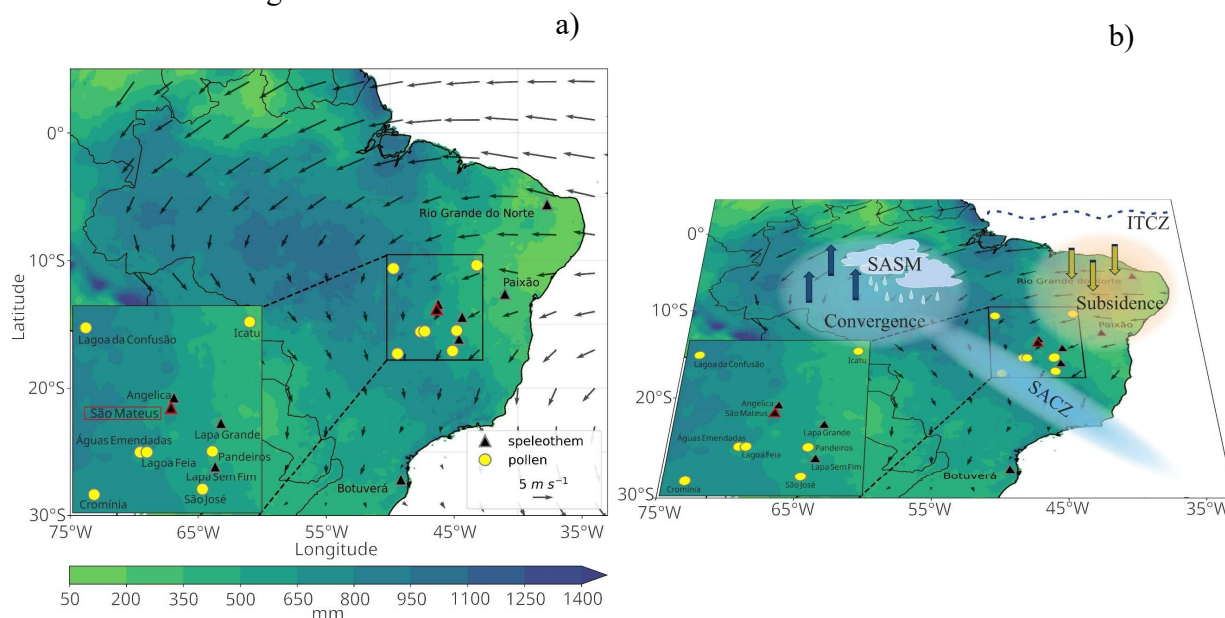 a)
0°
10°S
20°S
30°S
Latitude
75°W
65°W
55°W
45°W
35°W
Longitude
Rio Grande do Norte
Paixão
Icatu
Lagoa da Confusão
Angelica
São Mateus
Lapa Grande
Águas Emendadas
Lagoa Feia
Pandeiros
Lapa Sem Fim
São José
Cromínia
Botuverá
speleothem
pollen
5 m s⁻¹
50 200 350 500 650 800 950 1100 1250 1400
mm
b)
ITCZ
0°
10°S
20°S
30°S
75°W
65°W
55°W
45°W
35°W
SASM
Convergence
Rio Grande do Norte
Subsidence
Paixão
SACZ
Icatu
Lagoa da Confusão
Angelica
São Mateus
Lapa Grande
Águas Emendadas
Lagoa Feia
Pandeiros
Lapa Sem Fim
São José
Cromínia
Botuverá